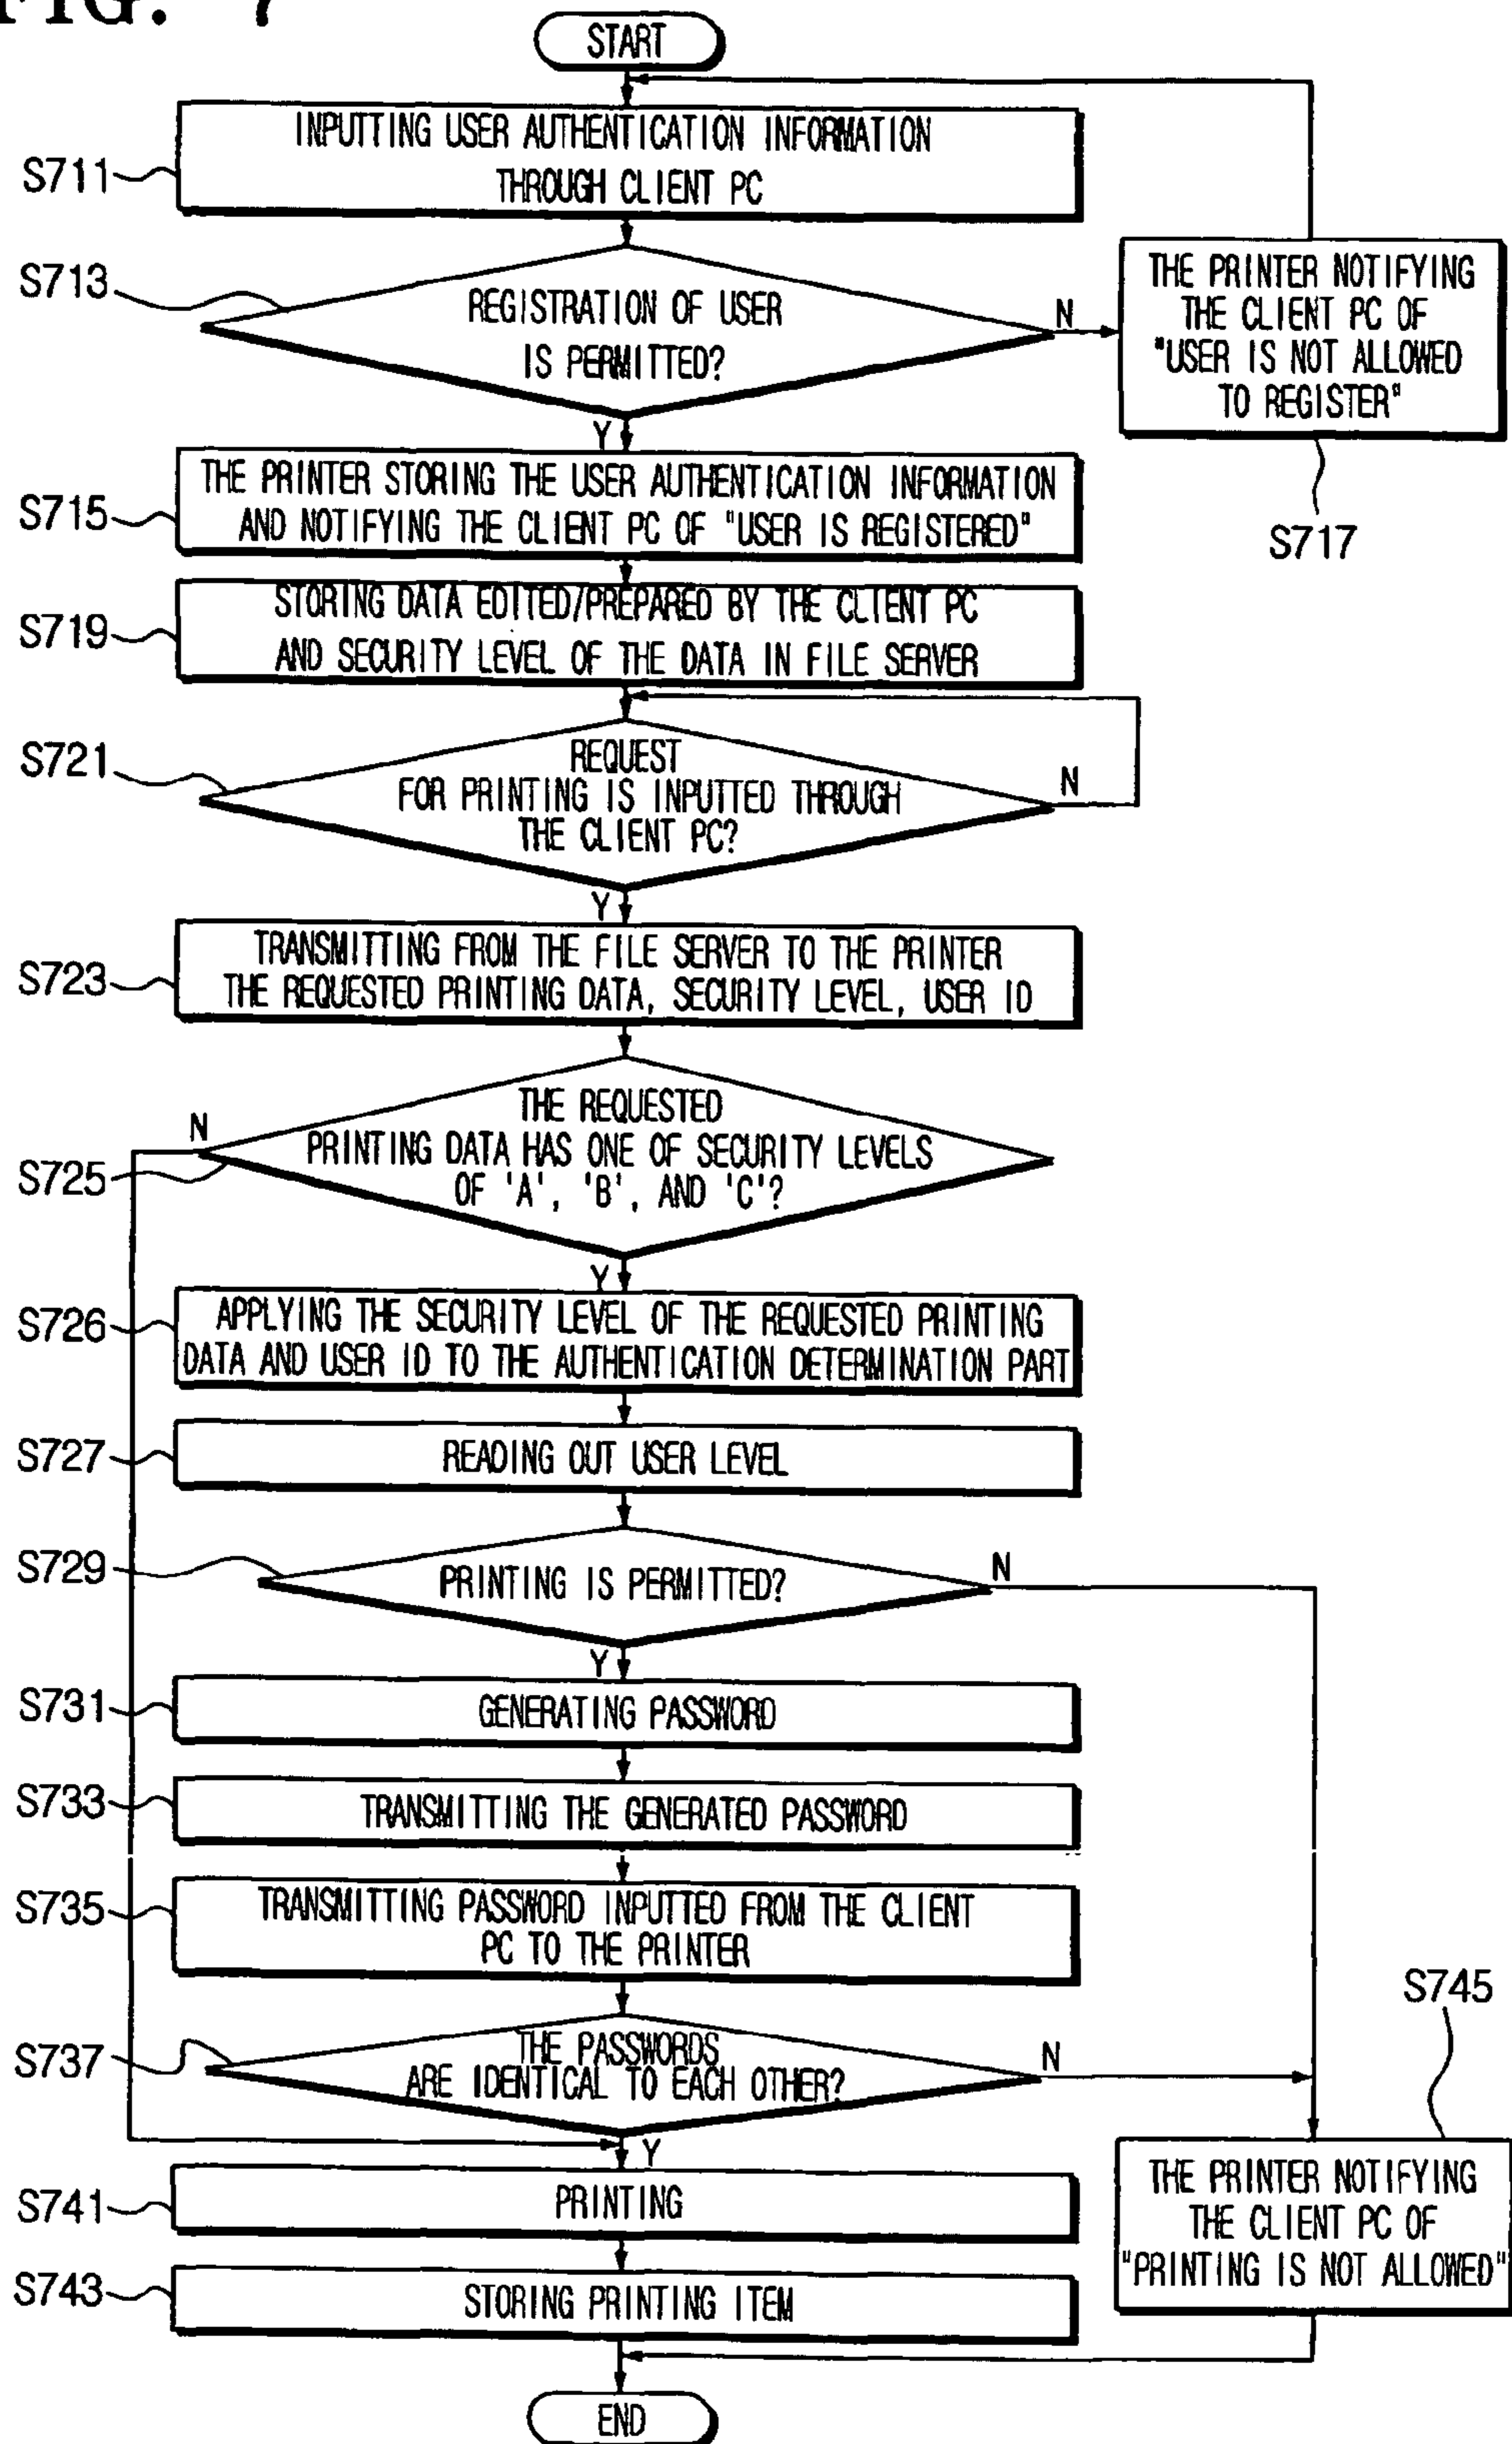 FIG. 7
START
S711
INPUTTING USER AUTHENTICATION INFORMATION
THROUGH CLIENT PC
S713
REGISTRATION OF USER
IS PERMITTED?
N
THE PRINTER NOTIFYING
THE CLIENT PC OF
"USER IS NOT ALLOWED
TO REGISTER"
S717
Y
S715
THE PRINTER STORING THE USER AUTHENTICATION INFORMATION
AND NOTIFYING THE CLIENT PC OF "USER IS REGISTERED"
S719
STORING DATA EDITED/PREPARED BY THE CLIENT PC
AND SECURITY LEVEL OF THE DATA IN FILE SERVER
S721
REQUEST
FOR PRINTING IS INPUTTED THROUGH
THE CLIENT PC?
N
Y
S723
TRANSMITTING FROM THE FILE SERVER TO THE PRINTER
THE REQUESTED PRINTING DATA, SECURITY LEVEL, USER ID
N
S725
THE REQUESTED
PRINTING DATA HAS ONE OF SECURITY LEVELS
OF 'A', 'B', AND 'C'?
Y
S726
APPLYING THE SECURITY LEVEL OF THE REQUESTED PRINTING
DATA AND USER ID TO THE AUTHENTICATION DETERMINATION PART
S727
READING OUT USER LEVEL
S729
PRINTING IS PERMITTED?
N
Y
S731
GENERATING PASSWORD
S733
TRANSMITTING THE GENERATED PASSWORD
S735
TRANSMITTING PASSWORD INPUTTED FROM THE CLIENT
PC TO THE PRINTER
S737
THE PASSWORDS
ARE IDENTICAL TO EACH OTHER?
N
Y
S745
THE PRINTER NOTIFYING
THE CLIENT PC OF
"PRINTING IS NOT ALLOWED"
S741
PRINTING
S743
STORING PRINTING ITEM
END